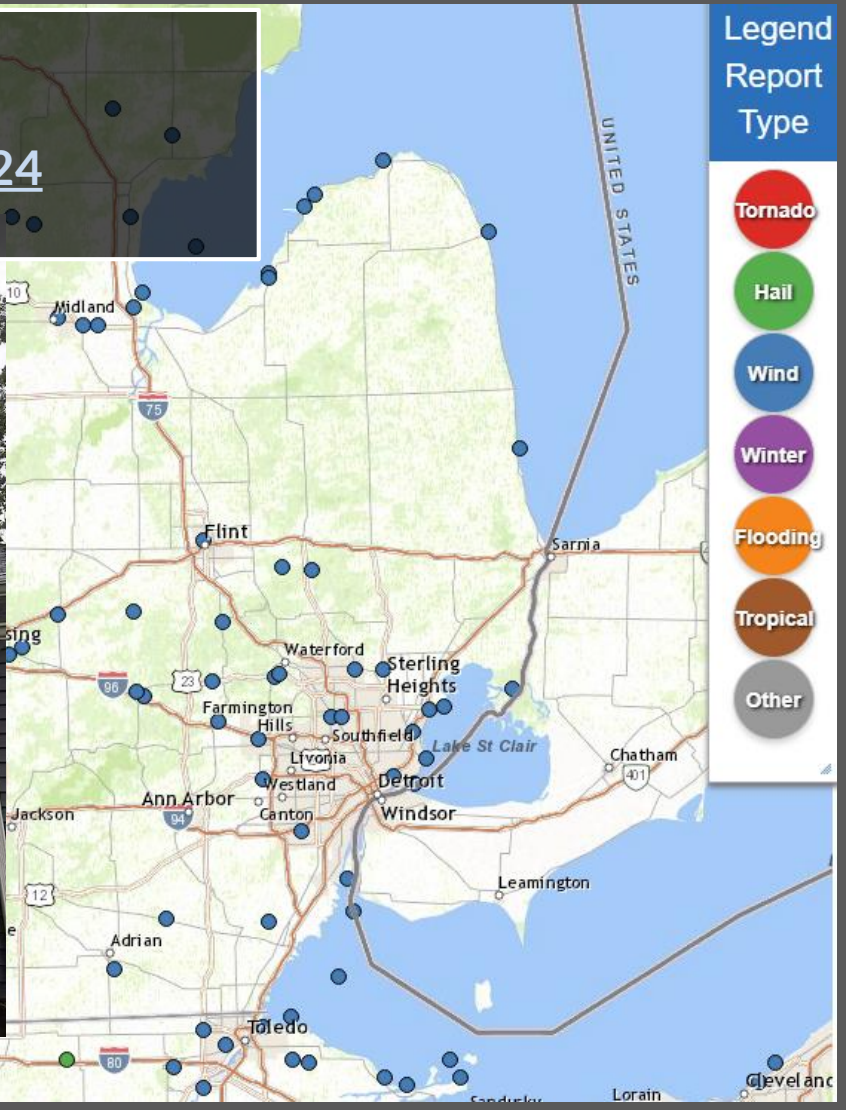 Legend
Report
Type
Tornado
Hail
Wind
Winter
Flooding
Tropical
Other
24
UNITED STATES
10
Midland
75
Flint
Sarnia
sing
Waterford
96
23
Sterling
Heights
Farmington
Hills
Southfield
Lake St Clair
Livonia
Chatham
401
Westland
Detroit
Ann Arbor
Jackson
94
Canton
Windsor
12
Leamington
e
Adrian
Toledo
80
Cleveland
Sandusky
Lorain